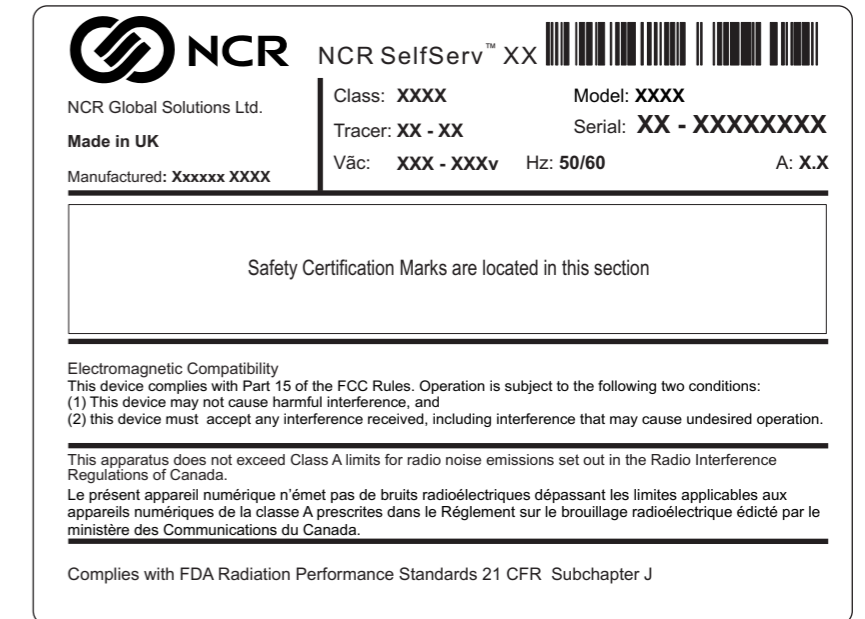 NCR
NCR SelfServ™ XX
NCR Global Solutions Ltd.
Made in UK
Manufactured: Xxxxxx XXXX
Class: XXXX Model: XXXX
Tracer: XX - XX Serial: XX - XXXXXXXX
Vãc: XXX - XXXv Hz: 50/60 A: X.X
Safety Certification Marks are located in this section
Electromagnetic Compatibility
This device complies with Part 15 of the FCC Rules. Operation is subject to the following two conditions:
(1) This device may not cause harmful interference, and
(2) this device must accept any interference received, including interference that may cause undesired operation.
This apparatus does not exceed Class A limits for radio noise emissions set out in the Radio Interference
Regulations of Canada.
Le présent appareil numérique n’émet pas de bruits radioélectriques dépassant les limites applicables aux
appareils numériques de la classe A prescrites dans le Réglement sur le brouillage radioélectrique édicté par le
ministère des Communications du Canada.
Complies with FDA Radiation Performance Standards 21 CFR Subchapter J